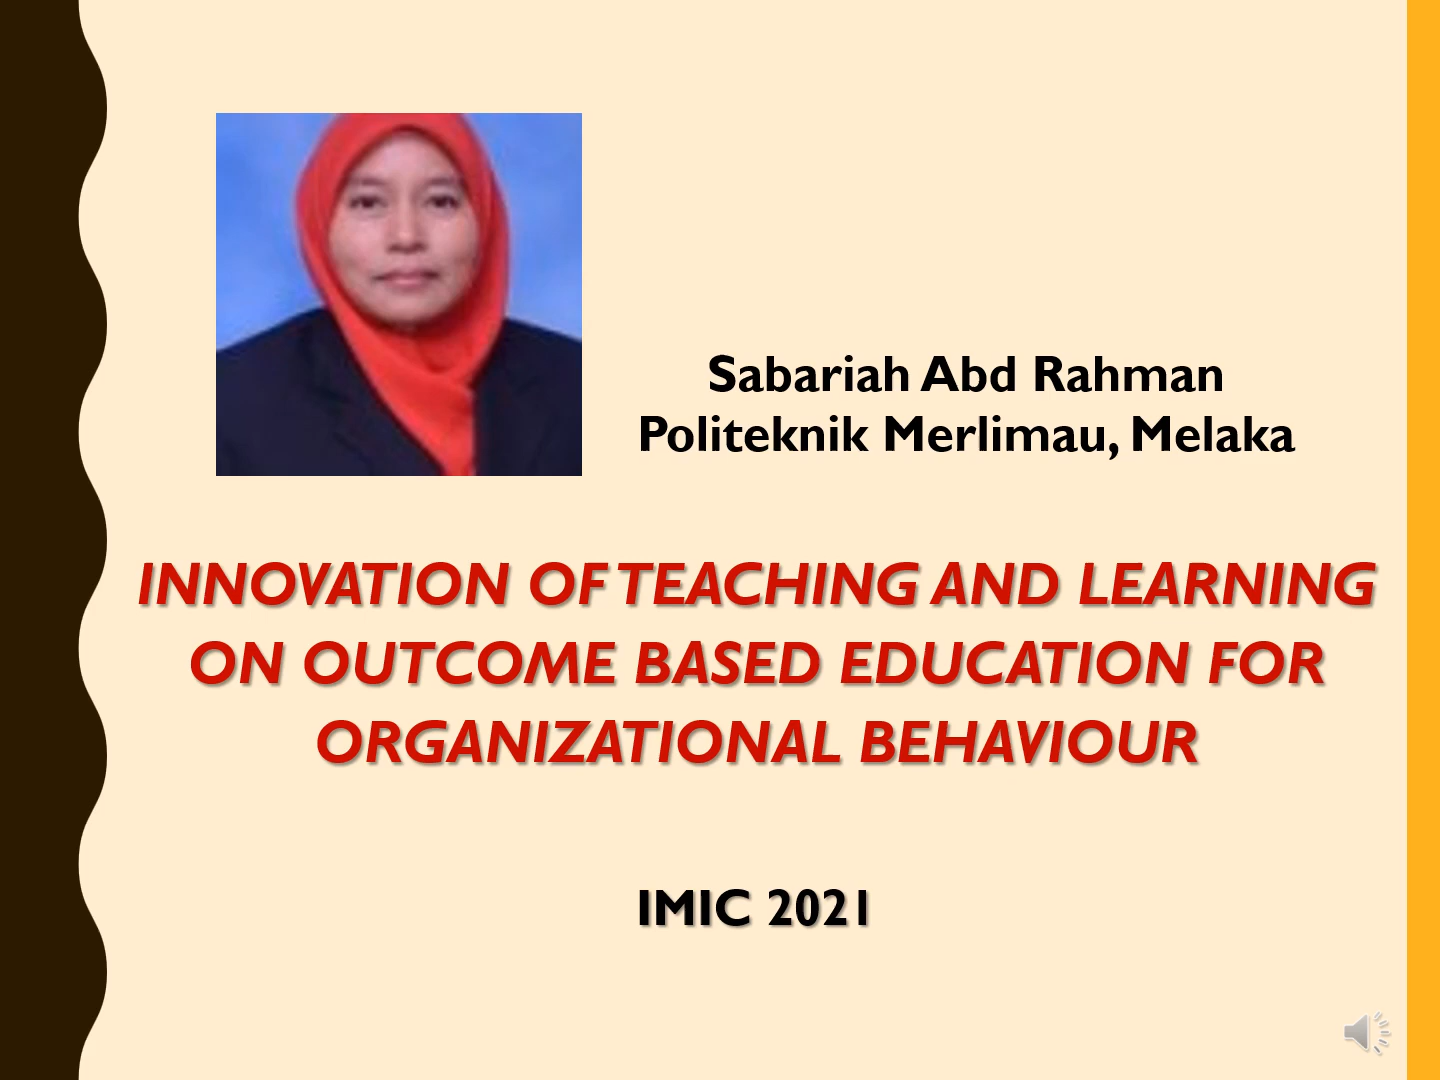 Sabariah Abd Rahman
Politeknik Merlimau, Melaka
INNOVATION OF TEACHING AND LEARNING
ON OUTCOME BASED EDUCATION FOR
ORGANIZATIONAL BEHAVIOUR
IMIC 2021